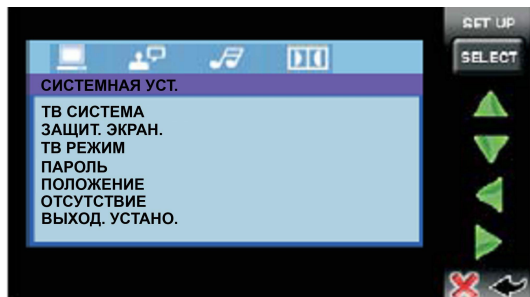 SET UP
SELECT
СИСТЕМНАЯ УСТ.
ТВ СИСТЕМА
ЗАЩИТ. ЭКРАН.
ТВ РЕЖИМ
ПАРОЛЬ
ПОЛОЖЕНИЕ
ОТСУТСТВИЕ
ВЫХОД. УСТАНО.